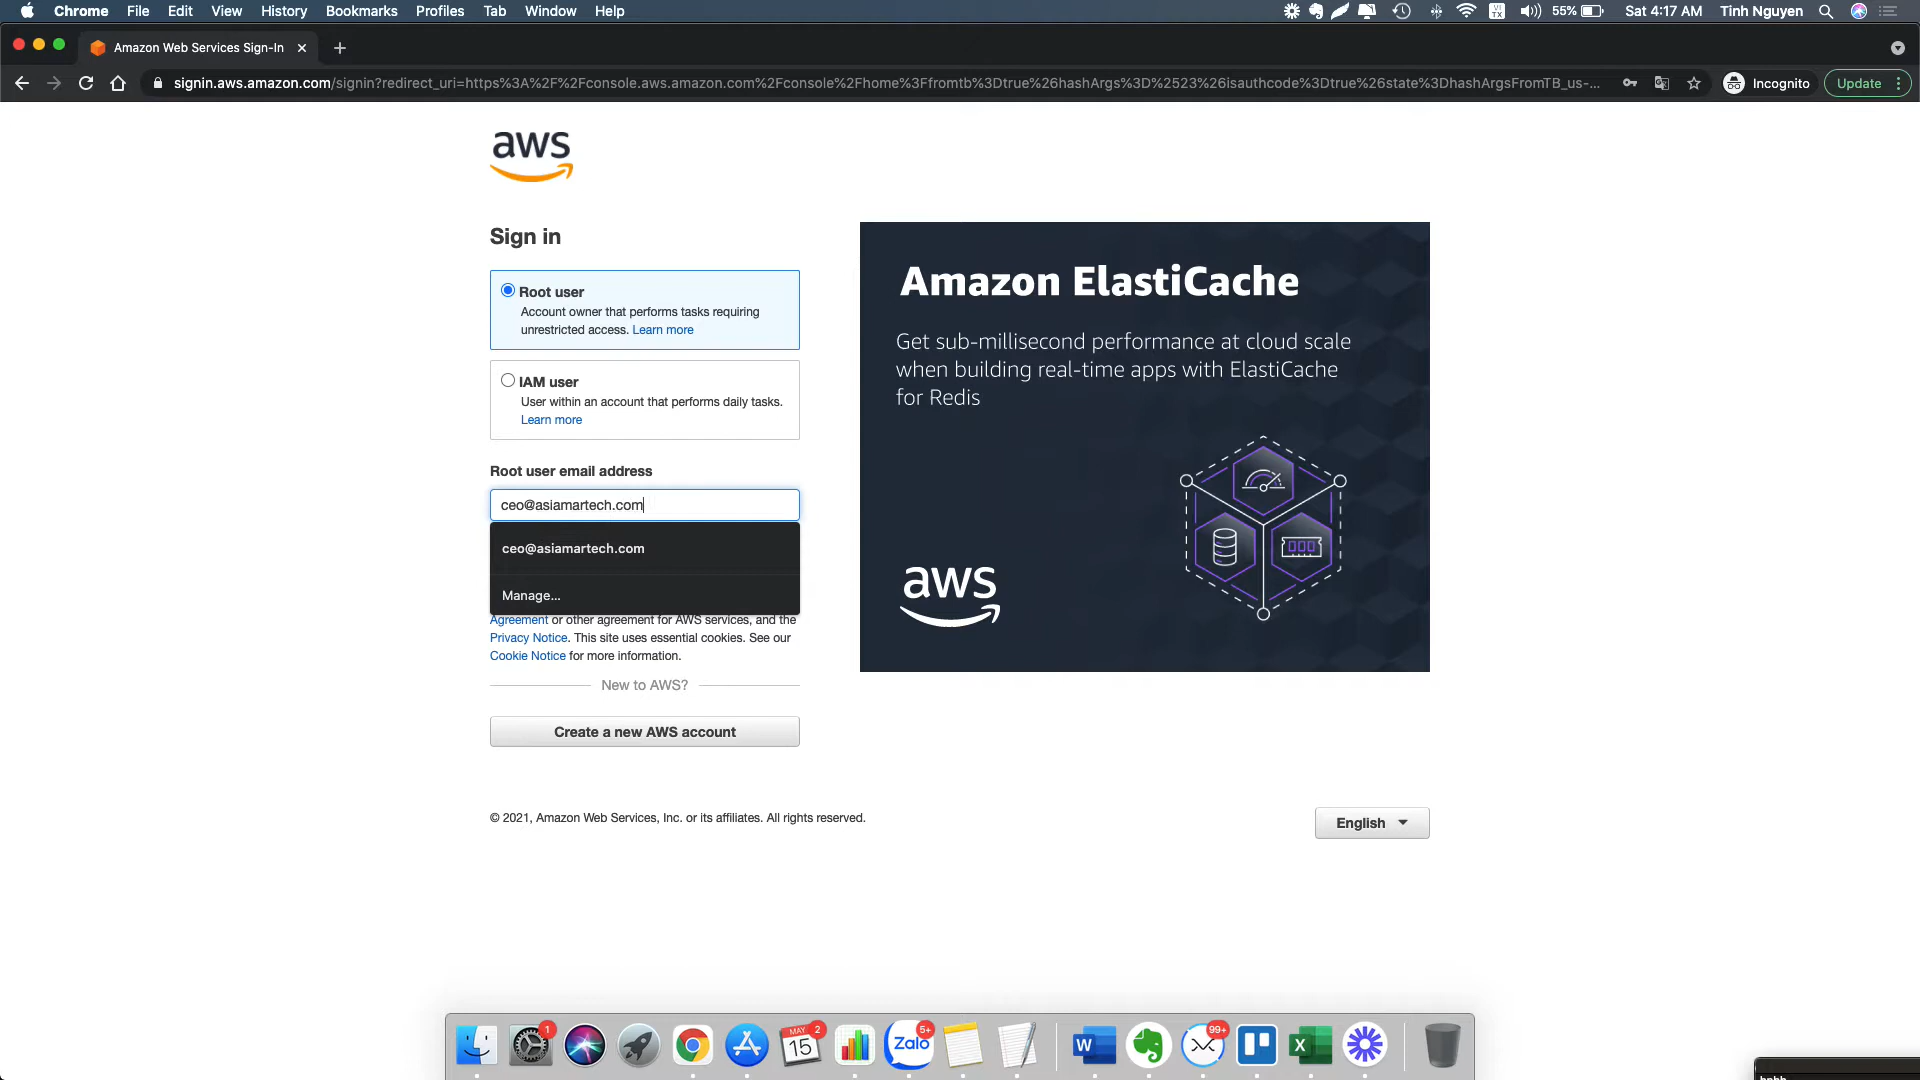 Chrome File Edit View History Bookmarks Profiles Tab Window Help
VI TX 55% Sat 4:17 AM Tinh Nguyen
Amazon Web Services Sign-In
signin.aws.amazon.com/signin?redirect_uri=https%3A%2F%2Fconsole.aws.amazon.com%2Fconsole%2Fhome%3Ffromtb%3Dtrue%26hashArgs%3D%2523%26isauthcode%3Dtrue%26state%3DhashArgsFromTB_us-...
Incognito
Update
aws
Sign in
Root user
Account owner that performs tasks requiring
unrestricted access. Learn more
IAM user
User within an account that performs daily tasks.
Learn more
Root user email address
ceo@asiamartech.com
ceo@asiamartech.com
Manage...
Agreement or other agreement for AWS services, and the
Privacy Notice. This site uses essential cookies. See our
Cookie Notice for more information.
New to AWS?
Create a new AWS account
Amazon ElastiCache
Get sub-millisecond performance at cloud scale
when building real-time apps with ElastiCache
for Redis
aws
© 2021, Amazon Web Services, Inc. or its affiliates. All rights reserved.
English
1
MAY
15
2
Zalo
5+
W
99+
X